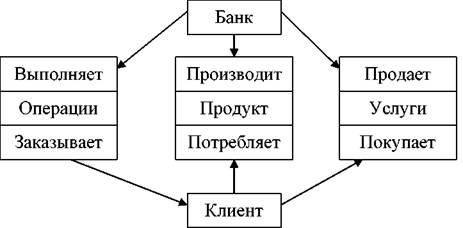 Банк
Выполняет
Операции
Заказывает
Производит
Продукт
Потребляет
Продает
Услуги
Покупает
Клиент